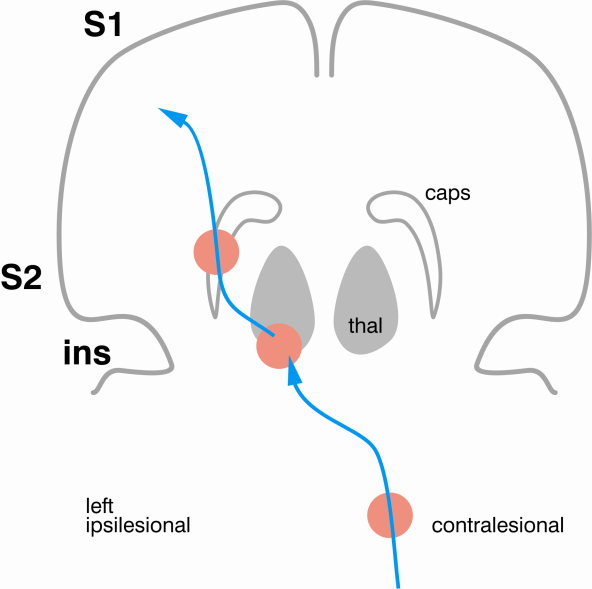 S1
caps
S2
thal
ins
left
ipsilesional
contralesional